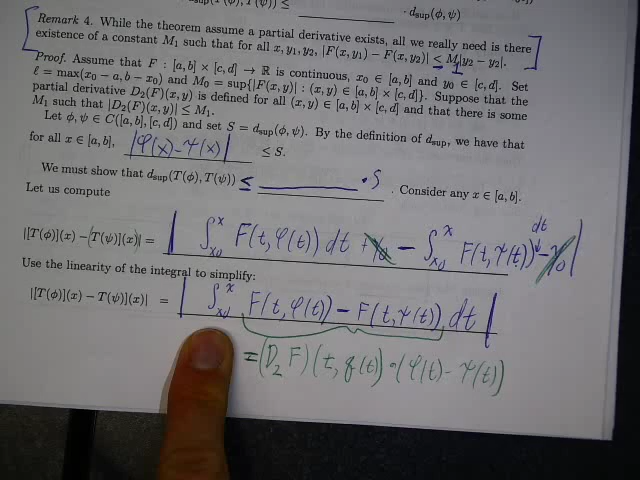 d_sup(T(φ), T(ψ)) ≤ ____________ · d_sup(φ, ψ)
Remark 4. While the theorem assume a partial derivative exists, all we really need is there
existence of a constant M₁ such that for all x, y₁, y₂, |F(x, y₁) − F(x, y₂)| ≤ M₁|y₂ − y₂|.
Proof. Assume that F : [a, b] × [c, d] → ℝ is continuous, x₀ ∈ [a, b] and y₀ ∈ [c, d]. Set
ℓ = max(x₀ − a, b − x₀) and M₀ = sup{|F(x, y)| : (x, y) ∈ [a, b] × [c, d]}. Suppose that the
partial derivative D₂(F)(x, y) is defined for all (x, y) ∈ [a, b] × [c, d] and that there is some
M₁ such that |D₂(F)(x, y)| ≤ M₁.
Let φ, ψ ∈ C([a, b], [c, d]) and set S = d_sup(φ, ψ). By the definition of d_sup, we have that
for all x ∈ [a, b], |φ(x) − ψ(x)| ≤ S.
We must show that d_sup(T(φ), T(ψ)) ≤ ____________ · S . Consider any x ∈ [a, b].
Let us compute
|[T(φ)](x) − [T(ψ)](x)| = | ∫_{x₀}^{x} F(t, φ(t)) dt + y₀ − ∫_{x₀}^{x} F(t, ψ(t)) dt − y₀ |
Use the linearity of the integral to simplify:
|[T(φ)](x) − T(ψ)](x)| = | ∫_{x₀}^{x} F(t, φ(t)) − F(t, ψ(t)) dt |
= (D₂ F)(t, g(t)) · (φ(t) − ψ(t))